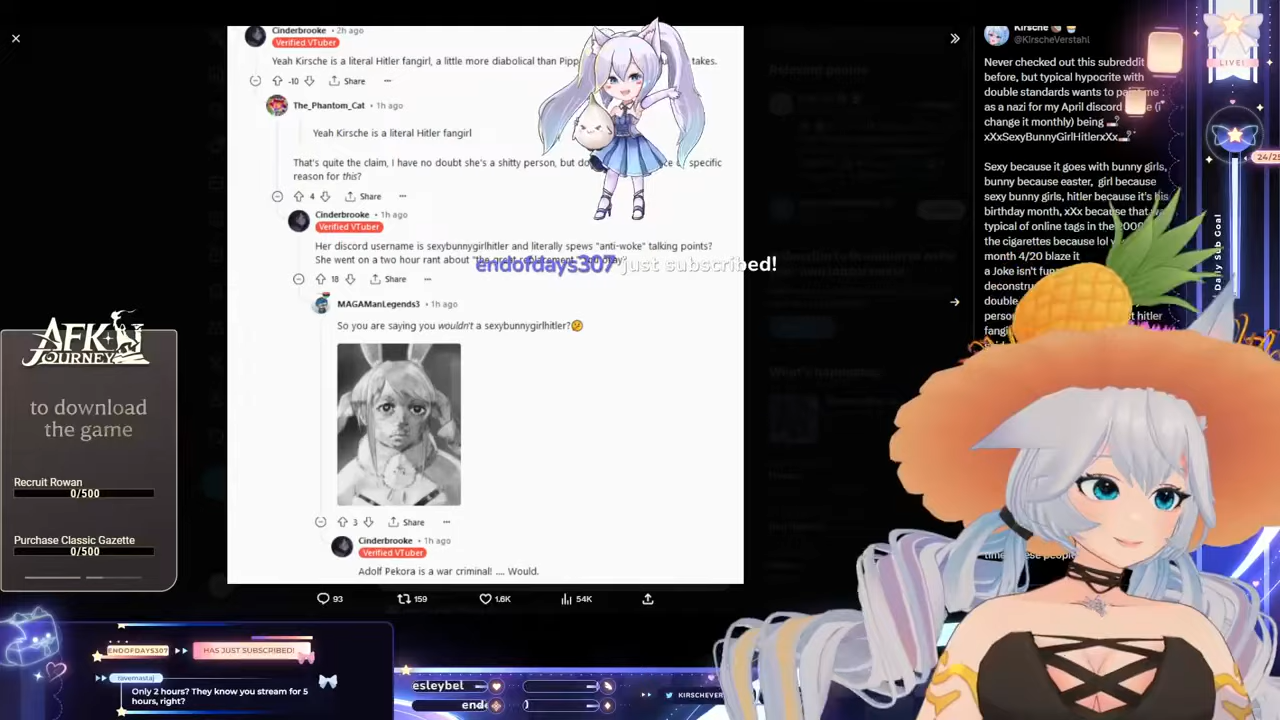 Cinderbrooke • 2h ago
Verified VTuber
Yeah Kirsche is a literal Hitler fangirl, a little more diabolical than Pipp
takes.
-10
Share
The_Phantom_Cat • 1h ago
Yeah Kirsche is a literal Hitler fangirl
That's quite the claim, I have no doubt she's a shitty person, but do
specific
reason for this?
4
Share
Cinderbrooke • 1h ago
Verified VTuber
Her discord username is sexybunnygirlhitler and literally spews "anti-woke" talking points?
She went on a two hour rant about "the great replacement."
18
Share
MAGAManLegends3 • 1h ago
So you are saying you wouldn't a sexybunnygirlhitler?
3
Share
Cinderbrooke • 1h ago
Verified VTuber
Adolf Pekora is a war criminal! .... Would.
93
159
1.6K
54K
endofdays307 just subscribed!
Kirsche
@KirscheVerstahl
Never checked out this subreddit
before, but typical hypocrite with
double standards wants to
as a nazi for my April discord
change it monthly) being
xXxSexyBunnyGirlHitlerxXx
Sexy because it goes with bunny girls,
bunny because easter, girl because
sexy bunny girls, hitler because it's his
birthday month, xXx because that
typical of online tags in the 2000
the cigarettes because lol
month 4/20 blaze it
a Joke isn't
deconstru
double
person
hitler
time these people
LIVE!
24/25
Daily Sub Goal
AFK
JOURNEY
to download
the game
Recruit Rowan
0/500
Purchase Classic Gazette
0/500
ENDOFDAYS307
HAS JUST SUBSCRIBED!
ravemastaj
Only 2 hours? They know you stream for 5
hours, right?
esleybel
end
KIRSCHEVER